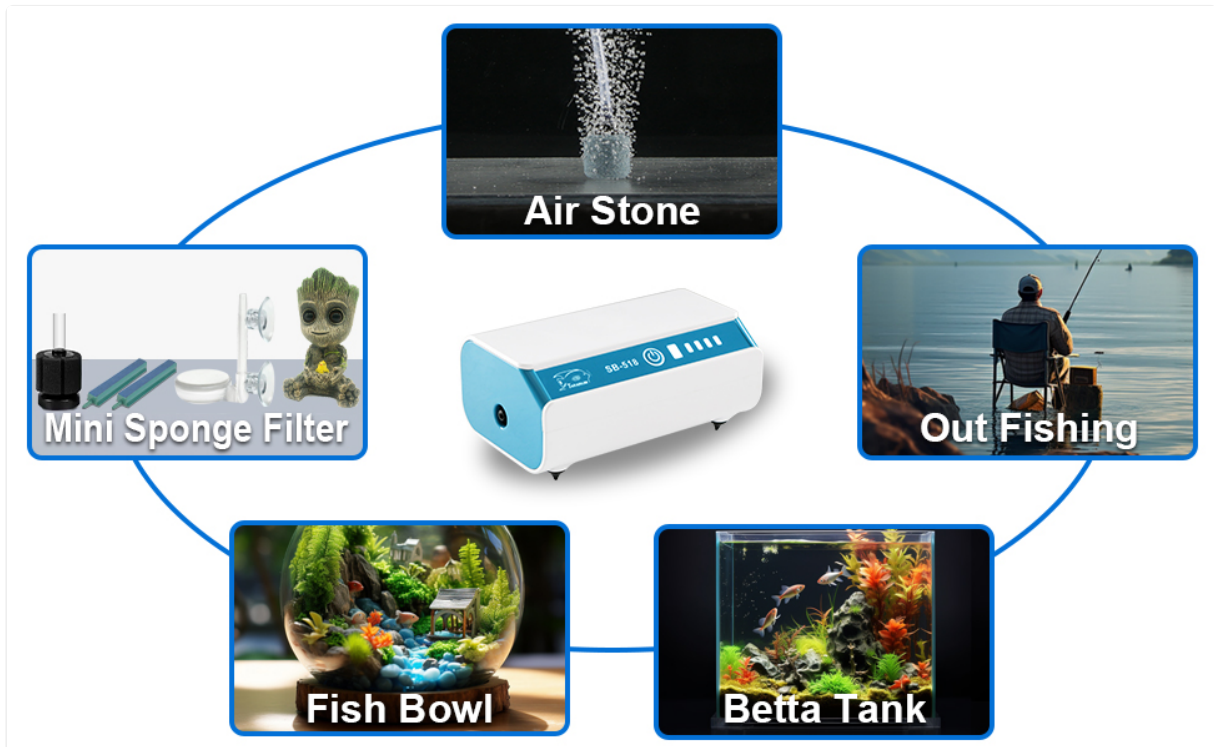 Air Stone
Mini Sponge Filter
SB-518
Out Fishing
Fish Bowl
Betta Tank